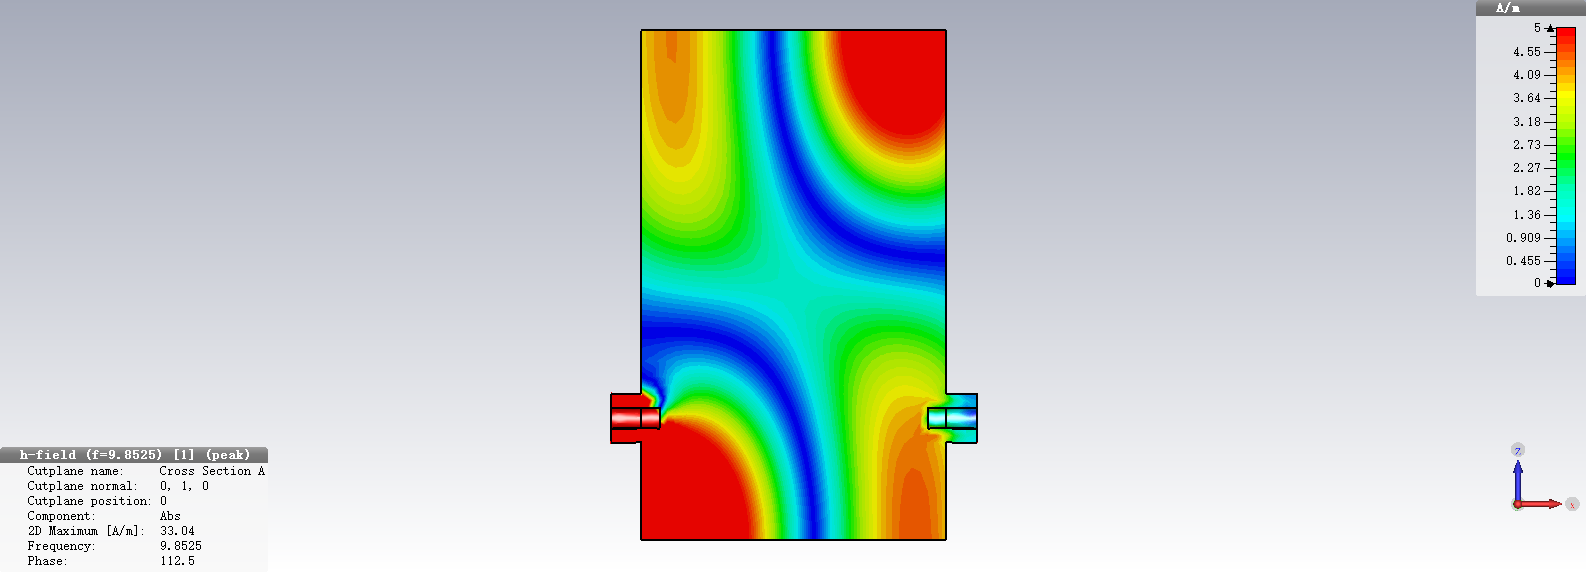 A/m
5
4.55
4.09
3.64
3.18
2.73
2.27
1.82
1.36
0.909
0.455
0
h-field (f=9.8525) [1] (peak)
Cutplane name: Cross Section A
Cutplane normal: 0, 1, 0
Cutplane position: 0
Component: Abs
2D Maximum [A/m]: 33.04
Frequency: 9.8525
Phase: 112.5
z
x